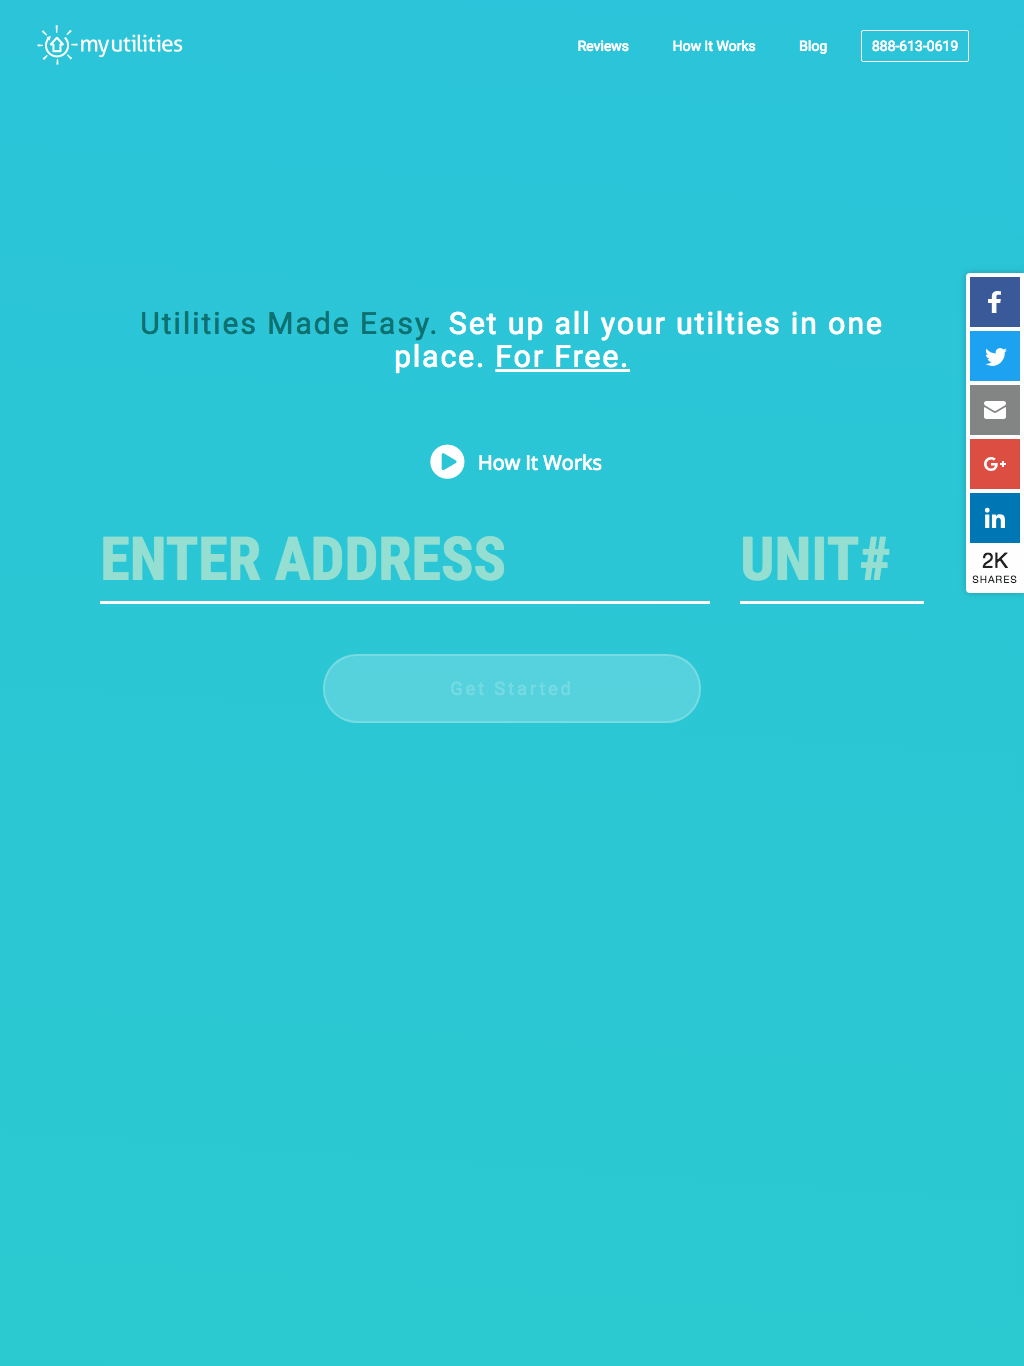 myutilities
Reviews
How It Works
Blog
888-613-0619
Utilities Made Easy. Set up all your utilties in one
place. For Free.
How It Works
ENTER ADDRESS
UNIT#
Get Started
2K
SHARES